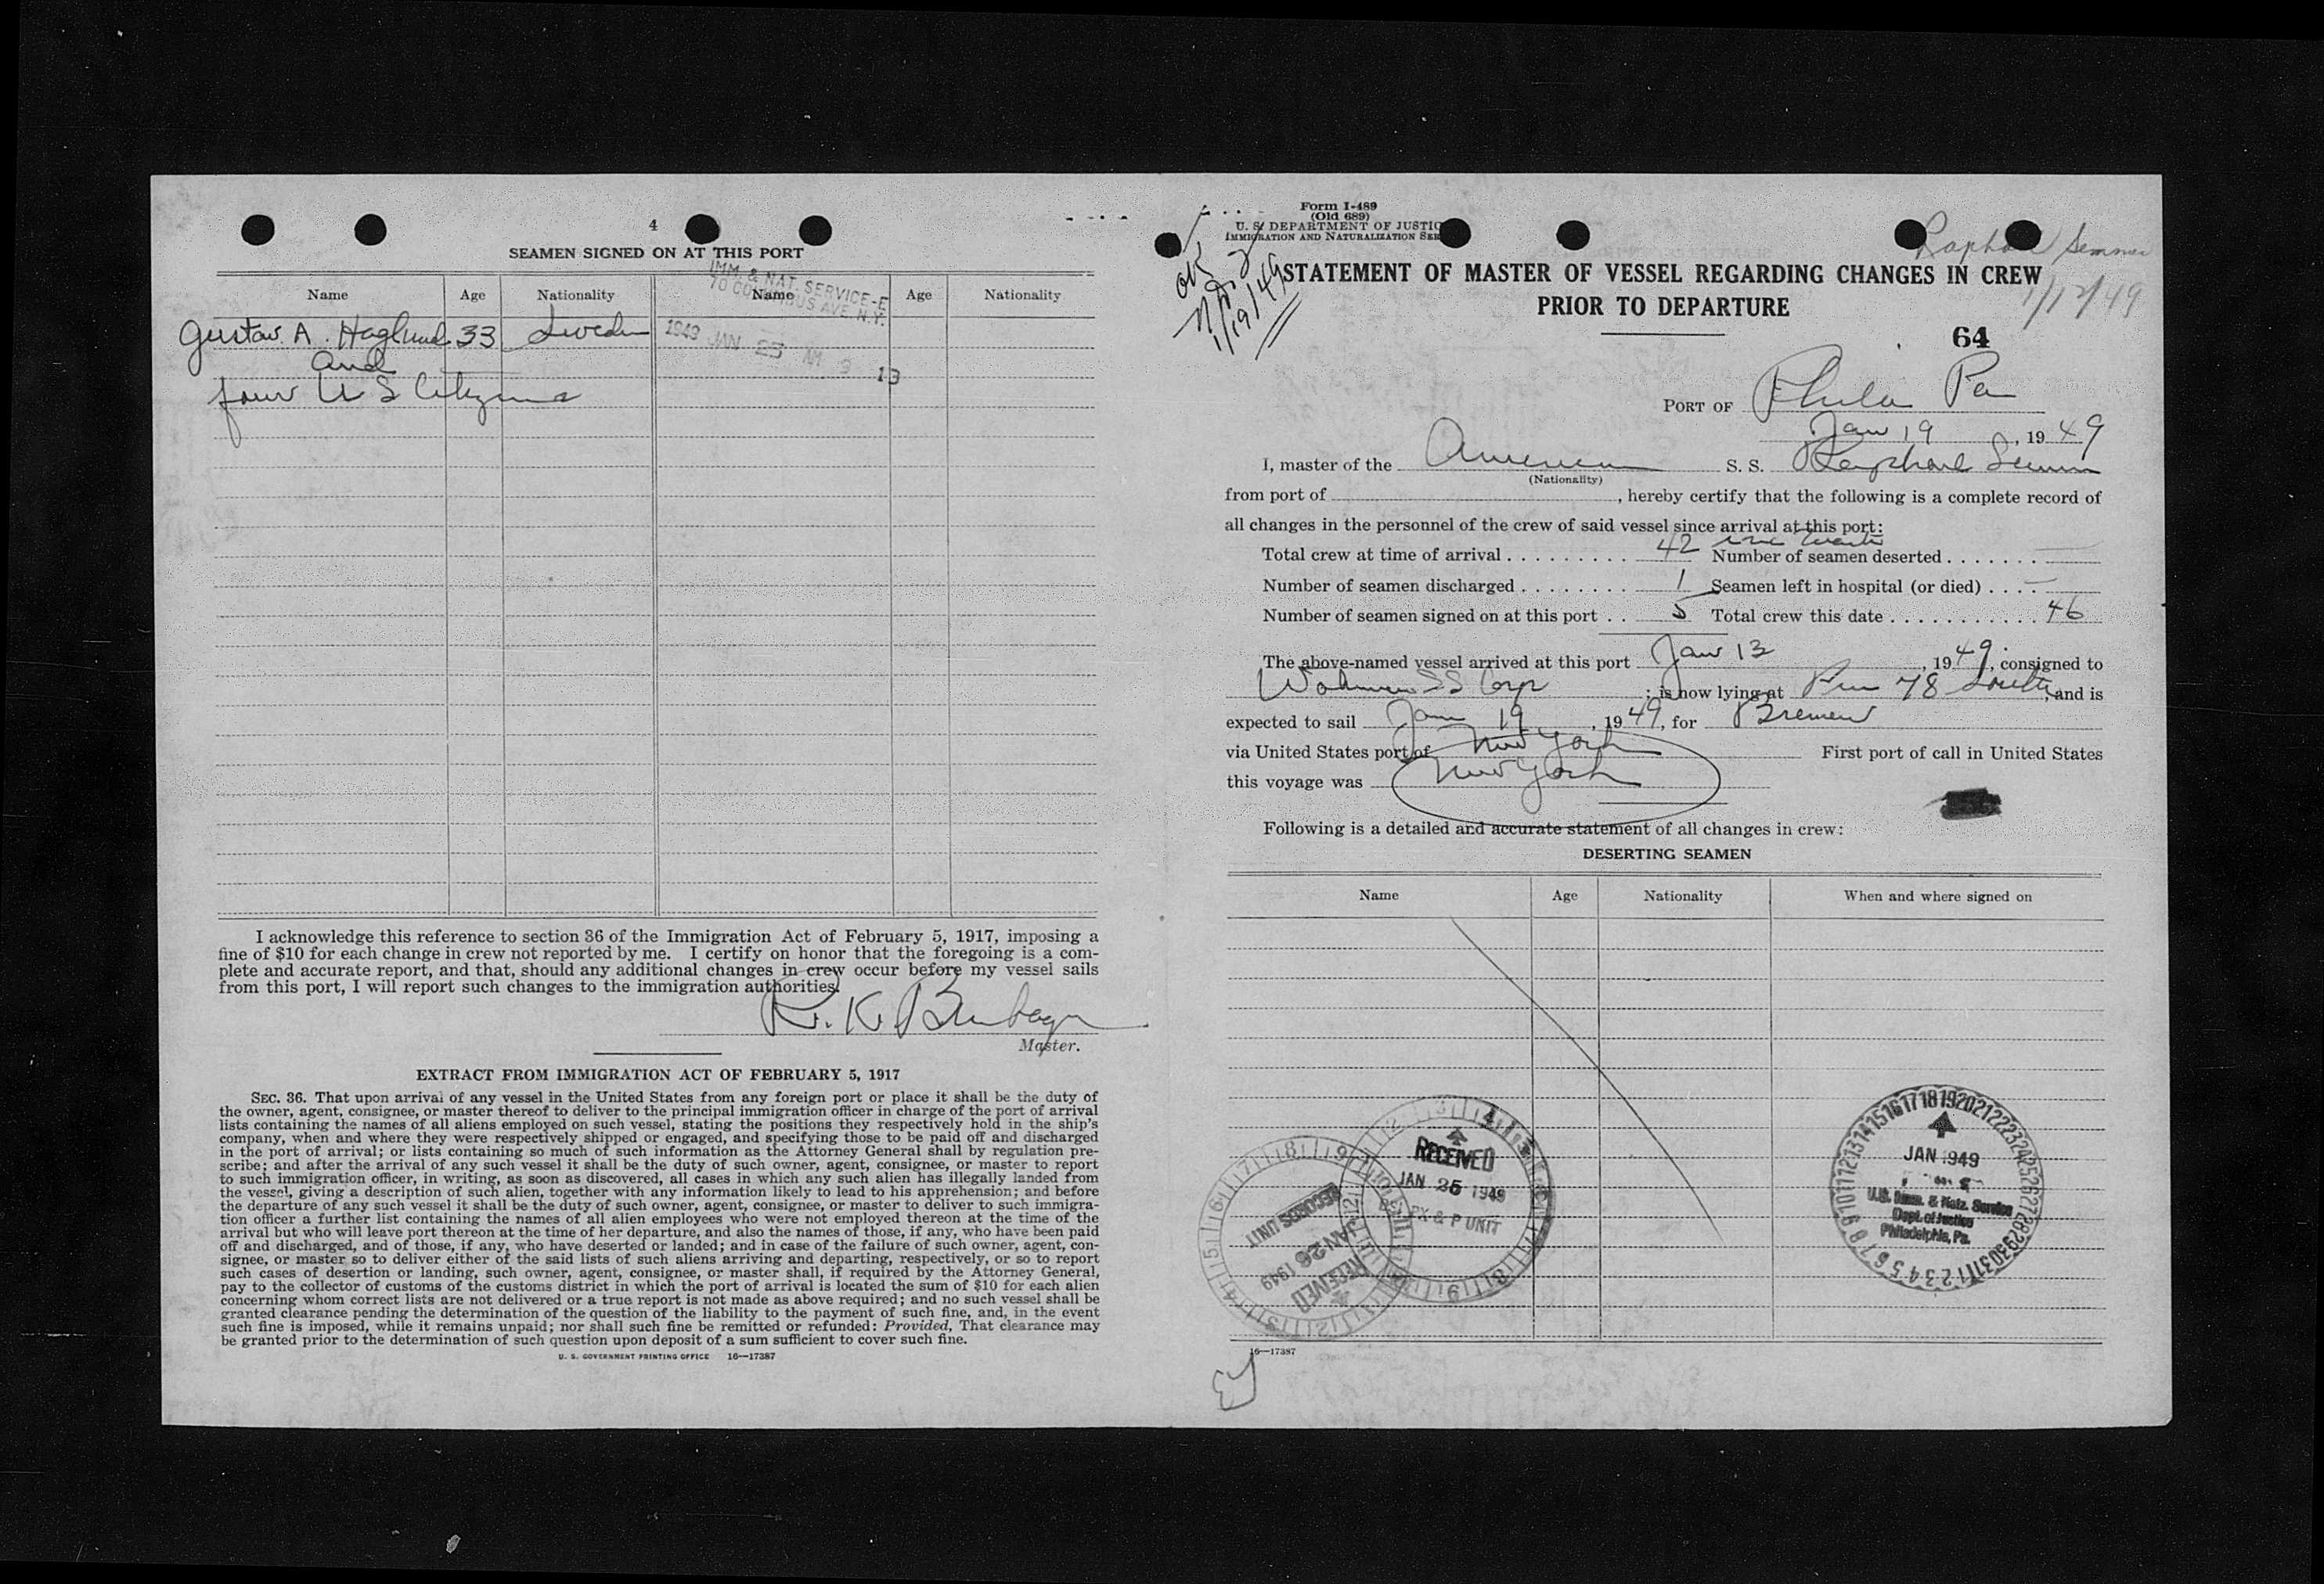 4
SEAMEN SIGNED ON AT THIS PORT
IMM. & NAT. SERVICE-E
70 COLUMBUS AVE. N.Y.
Name Age Nationality Name Age Nationality
Gustav. A. Haglund 33 Sweden
1949 JAN 25 AM 9 13
and
four U S Citizens
I acknowledge this reference to section 36 of the Immigration Act of February 5, 1917, imposing a
fine of $10 for each change in crew not reported by me. I certify on honor that the foregoing is a com-
plete and accurate report, and that, should any additional changes in crew occur before my vessel sails
from this port, I will report such changes to the immigration authorities.
R. K.
Master.
EXTRACT FROM IMMIGRATION ACT OF FEBRUARY 5, 1917
SEC. 36. That upon arrival of any vessel in the United States from any foreign port or place it shall be the duty of
the owner, agent, consignee, or master thereof to deliver to the principal immigration officer in charge of the port of arrival
lists containing the names of all aliens employed on such vessel, stating the positions they respectively hold in the ship's
company, when and where they were respectively shipped or engaged, and specifying those to be paid off and discharged
in the port of arrival; or lists containing so much of such information as the Attorney General shall by regulation pre-
scribe; and after the arrival of any such vessel it shall be the duty of such owner, agent, consignee, or master to report
to such immigration officer, in writing, as soon as discovered, all cases in which any such alien has illegally landed from
the vessel, giving a description of such alien, together with any information likely to lead to his apprehension; and before
the departure of any such vessel it shall be the duty of such owner, agent, consignee, or master to deliver to such immigra-
tion officer a further list containing the names of all alien employees who were not employed thereon at the time of the
arrival but who will leave port thereon at the time of her departure, and also the names of those, if any, who have been paid
off and discharged, and of those, if any, who have deserted or landed; and in case of the failure of such owner, agent, con-
signee, or master so to deliver either of the said lists of such aliens arriving and departing, respectively, or so to report
such cases of desertion or landing, such owner, agent, consignee, or master shall, if required by the Attorney General,
pay to the collector of customs of the customs district in which the port of arrival is located the sum of $10 for each alien
concerning whom correct lists are not delivered or a true report is not made as above required; and no such vessel shall be
granted clearance pending the determination of the question of the liability to the payment of such fine, and, in the event
such fine is imposed, while it remains unpaid; nor shall such fine be remitted or refunded: Provided, That clearance may
be granted prior to the determination of such question upon deposit of a sum sufficient to cover such fine.
U. S. GOVERNMENT PRINTING OFFICE 16—17387
Form I-489
(Old 689)
U. S. DEPARTMENT OF JUSTIC
IMMIGRATION AND NATURALIZATION SER
OK
1/19/49
Raphael Semmes
1/12/49
STATEMENT OF MASTER OF VESSEL REGARDING CHANGES IN CREW
PRIOR TO DEPARTURE
64
PORT OF Phila Pa
Jan 19, 1949
I, master of the American S. S. Raphael Semmes
(Nationality)
from port of , hereby certify that the following is a complete record of
all changes in the personnel of the crew of said vessel since arrival at this port:
Total crew at time of arrival 42 inc Master Number of seamen deserted —
Number of seamen discharged 1 Seamen left in hospital (or died) —
Number of seamen signed on at this port 5 Total crew this date 46
The above-named vessel arrived at this port Jan 13, 1949, consigned to
Waterman SS Corp; is now lying at Pier 78 South, and is
expected to sail Jan 19, 1949, for Bremen
via United States port of New York First port of call in United States
this voyage was New York
Following is a detailed and accurate statement of all changes in crew:
DESERTING SEAMEN
Name Age Nationality When and where signed on
RECEIVED
JAN 25 1949
PX & P UNIT
RECORDS UNIT
JAN 26 1949
RECEIVED
JAN 1949
U.S. Imm. & Natz. Service
Dept. of Justice
Philadelphia, Pa.
16—17387